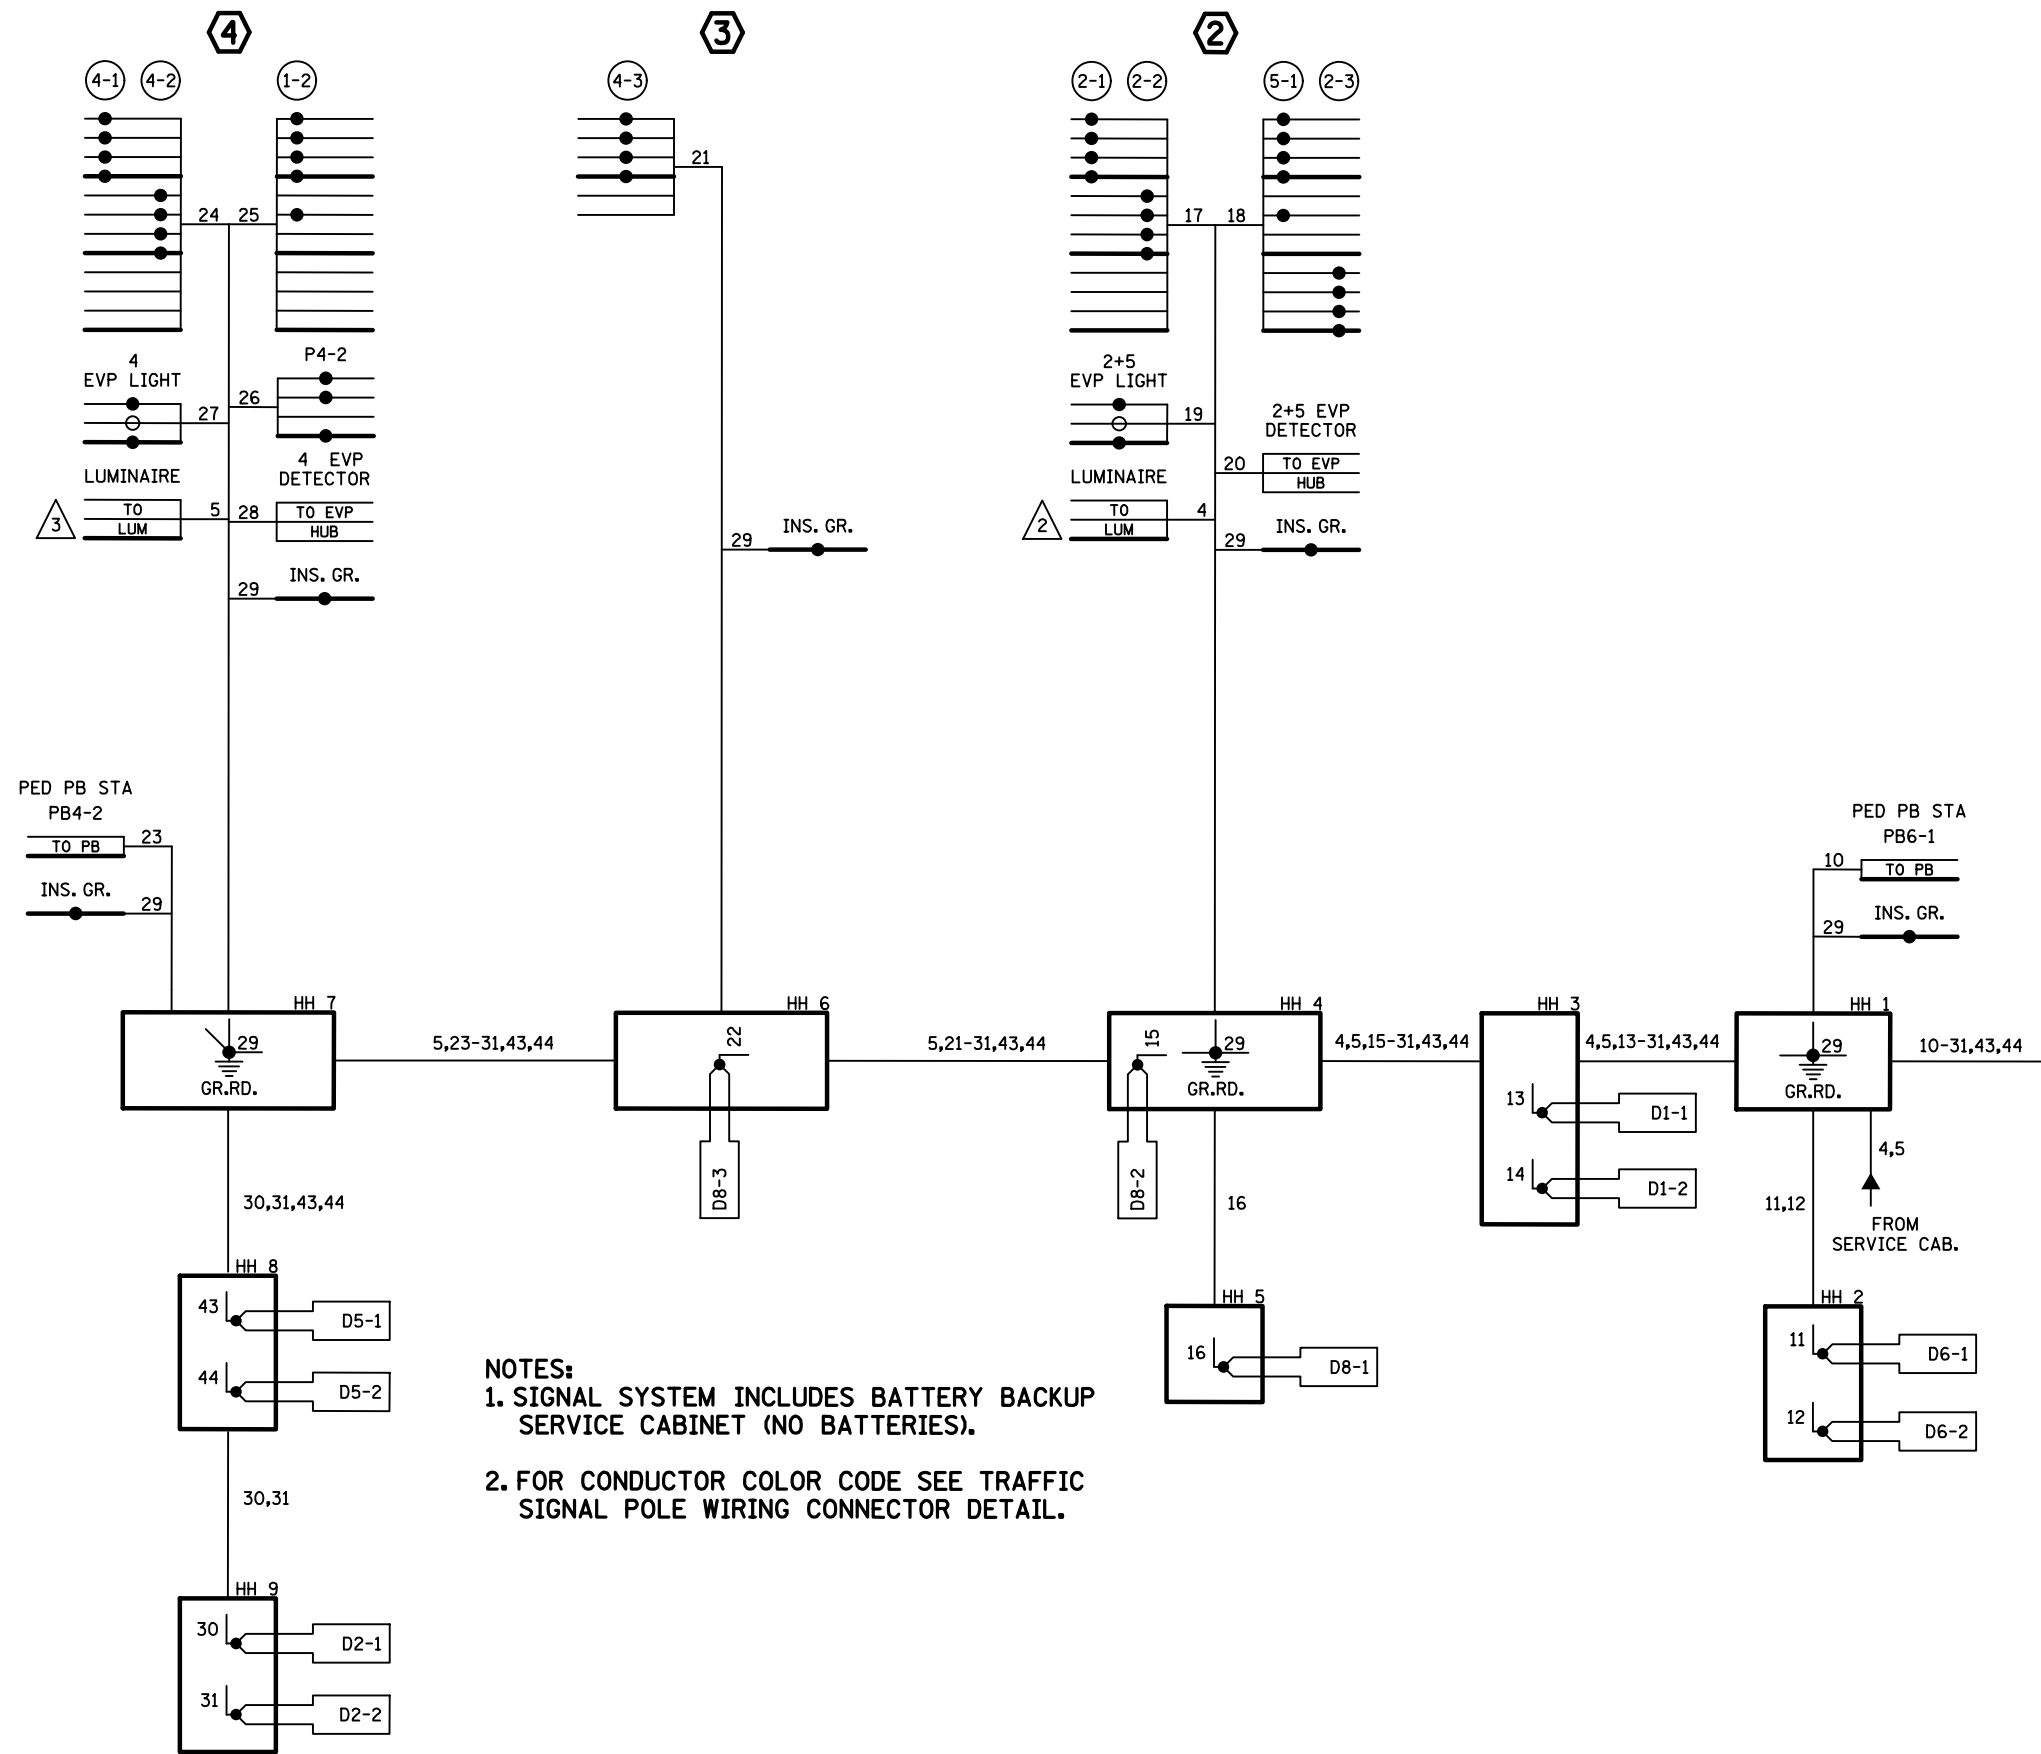 4
3
2
4-1
4-2
1-2
4-3
2-1
2-2
5-1
2-3
21
24
25
17
18
4
EVP LIGHT
27
P4-2
26
2+5
EVP LIGHT
19
2+5 EVP
DETECTOR
20
TO EVP
HUB
LUMINAIRE
3
TO
LUM
5
4 EVP
DETECTOR
28
TO EVP
HUB
29
INS. GR.
29
INS. GR.
LUMINAIRE
2
TO
LUM
4
29
INS. GR.
PED PB STA
PB4-2
TO PB
23
INS. GR.
29
PED PB STA
PB6-1
10
TO PB
29
INS. GR.
HH 7
29
GR.RD.
5,23-31,43,44
HH 6
22
D8-3
5,21-31,43,44
HH 4
15
29
GR.RD.
D8-2
4,5,15-31,43,44
HH 3
13
D1-1
14
D1-2
4,5,13-31,43,44
HH 1
29
GR.RD.
10-31,43,44
4,5
FROM
SERVICE CAB.
30,31,43,44
16
11,12
HH 8
43
D5-1
44
D5-2
HH 5
16
D8-1
HH 2
11
D6-1
12
D6-2
30,31
HH 9
30
D2-1
31
D2-2
NOTES:
1. SIGNAL SYSTEM INCLUDES BATTERY BACKUP
SERVICE CABINET (NO BATTERIES).
2. FOR CONDUCTOR COLOR CODE SEE TRAFFIC
SIGNAL POLE WIRING CONNECTOR DETAIL.